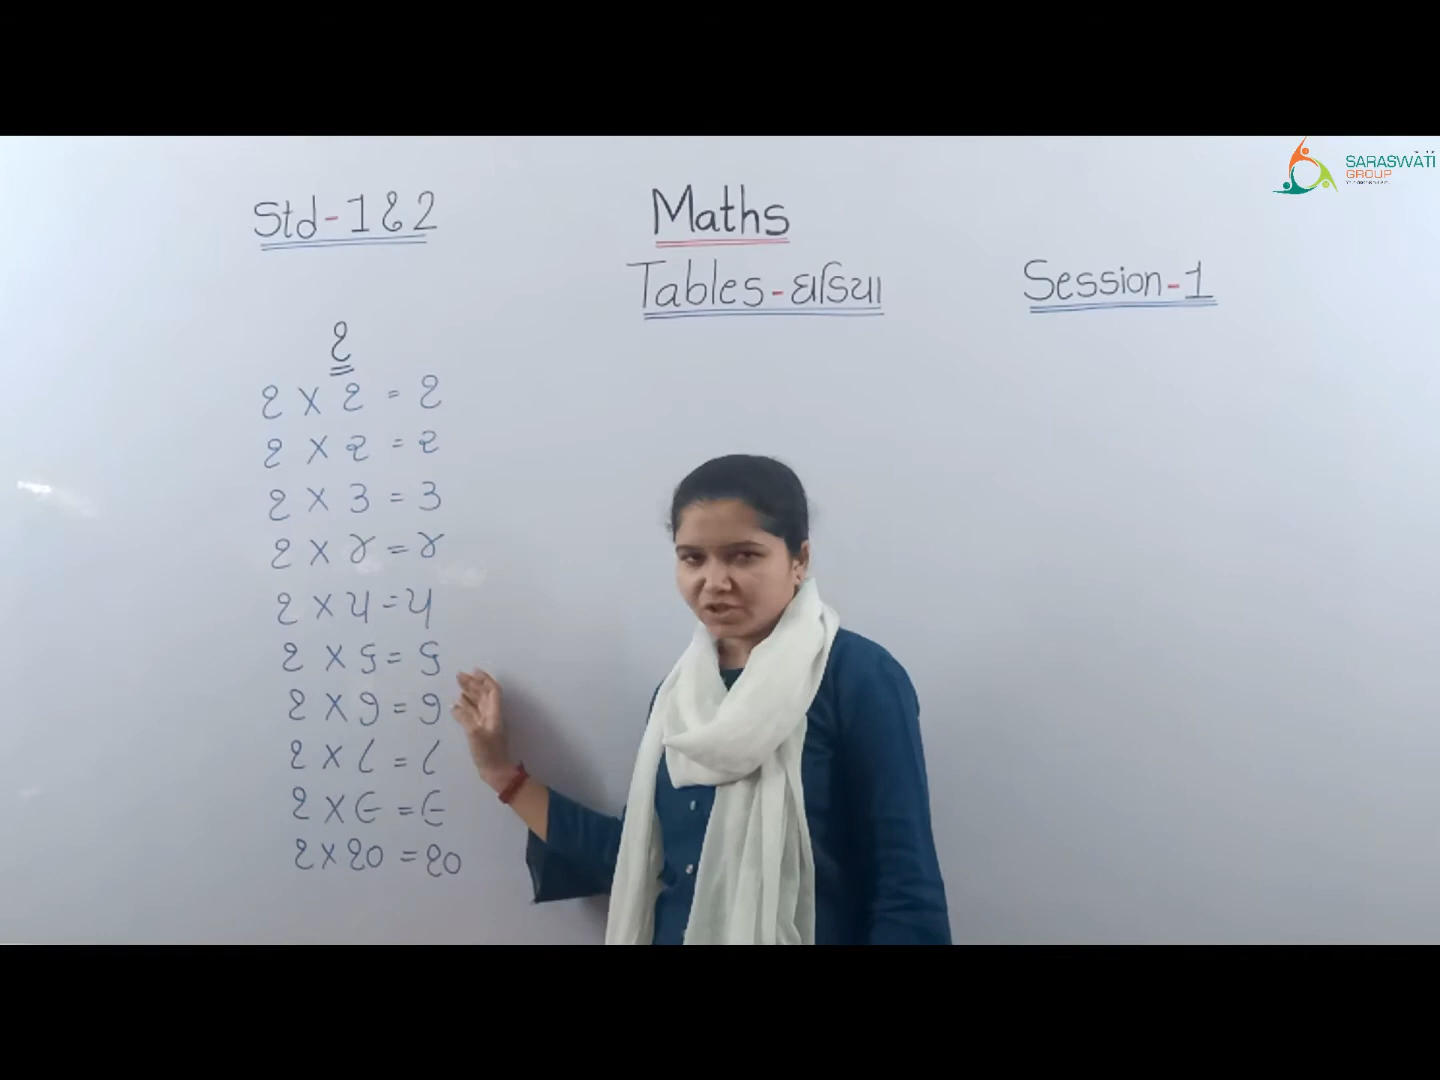 SARASWATI
GROUP
Std-1 & 2
Maths
Tables-ઘડિયા
Session-1
૧
૧ X ૧ = ૧
૧ X ૨ = ૨
૧ X ૩ = ૩
૧ X ૪ = ૪
૧ X ૫ = ૫
૧ X ૬ = ૬
૧ X ૭ = ૭
૧ X ૮ = ૮
૧ X ૯ = ૯
૧ X ૧૦ = ૧૦